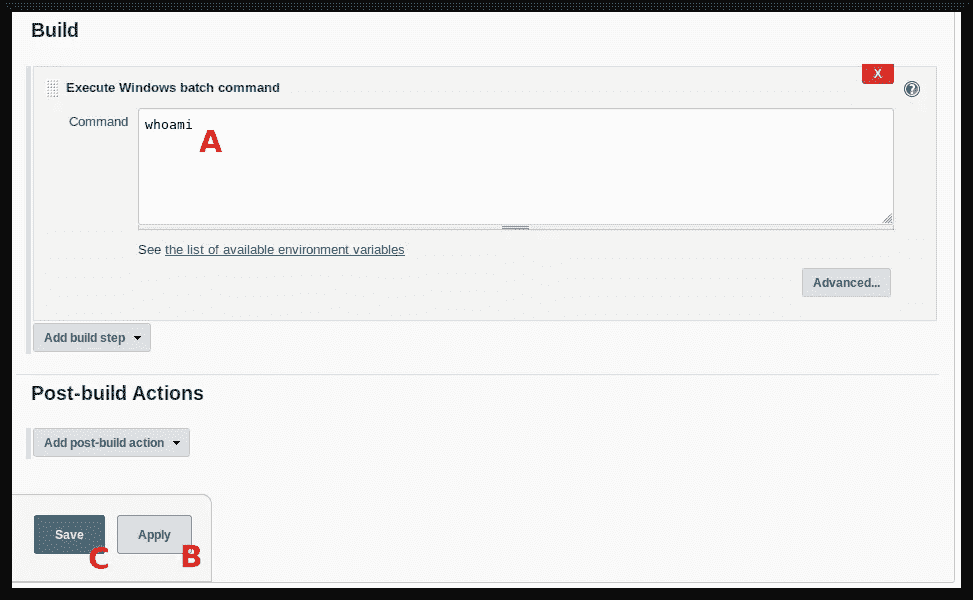 Build
X
Execute Windows batch command
?
Command
whoami
A
See the list of available environment variables
Advanced...
Add build step
Post-build Actions
Add post-build action
Save
Apply
C
B